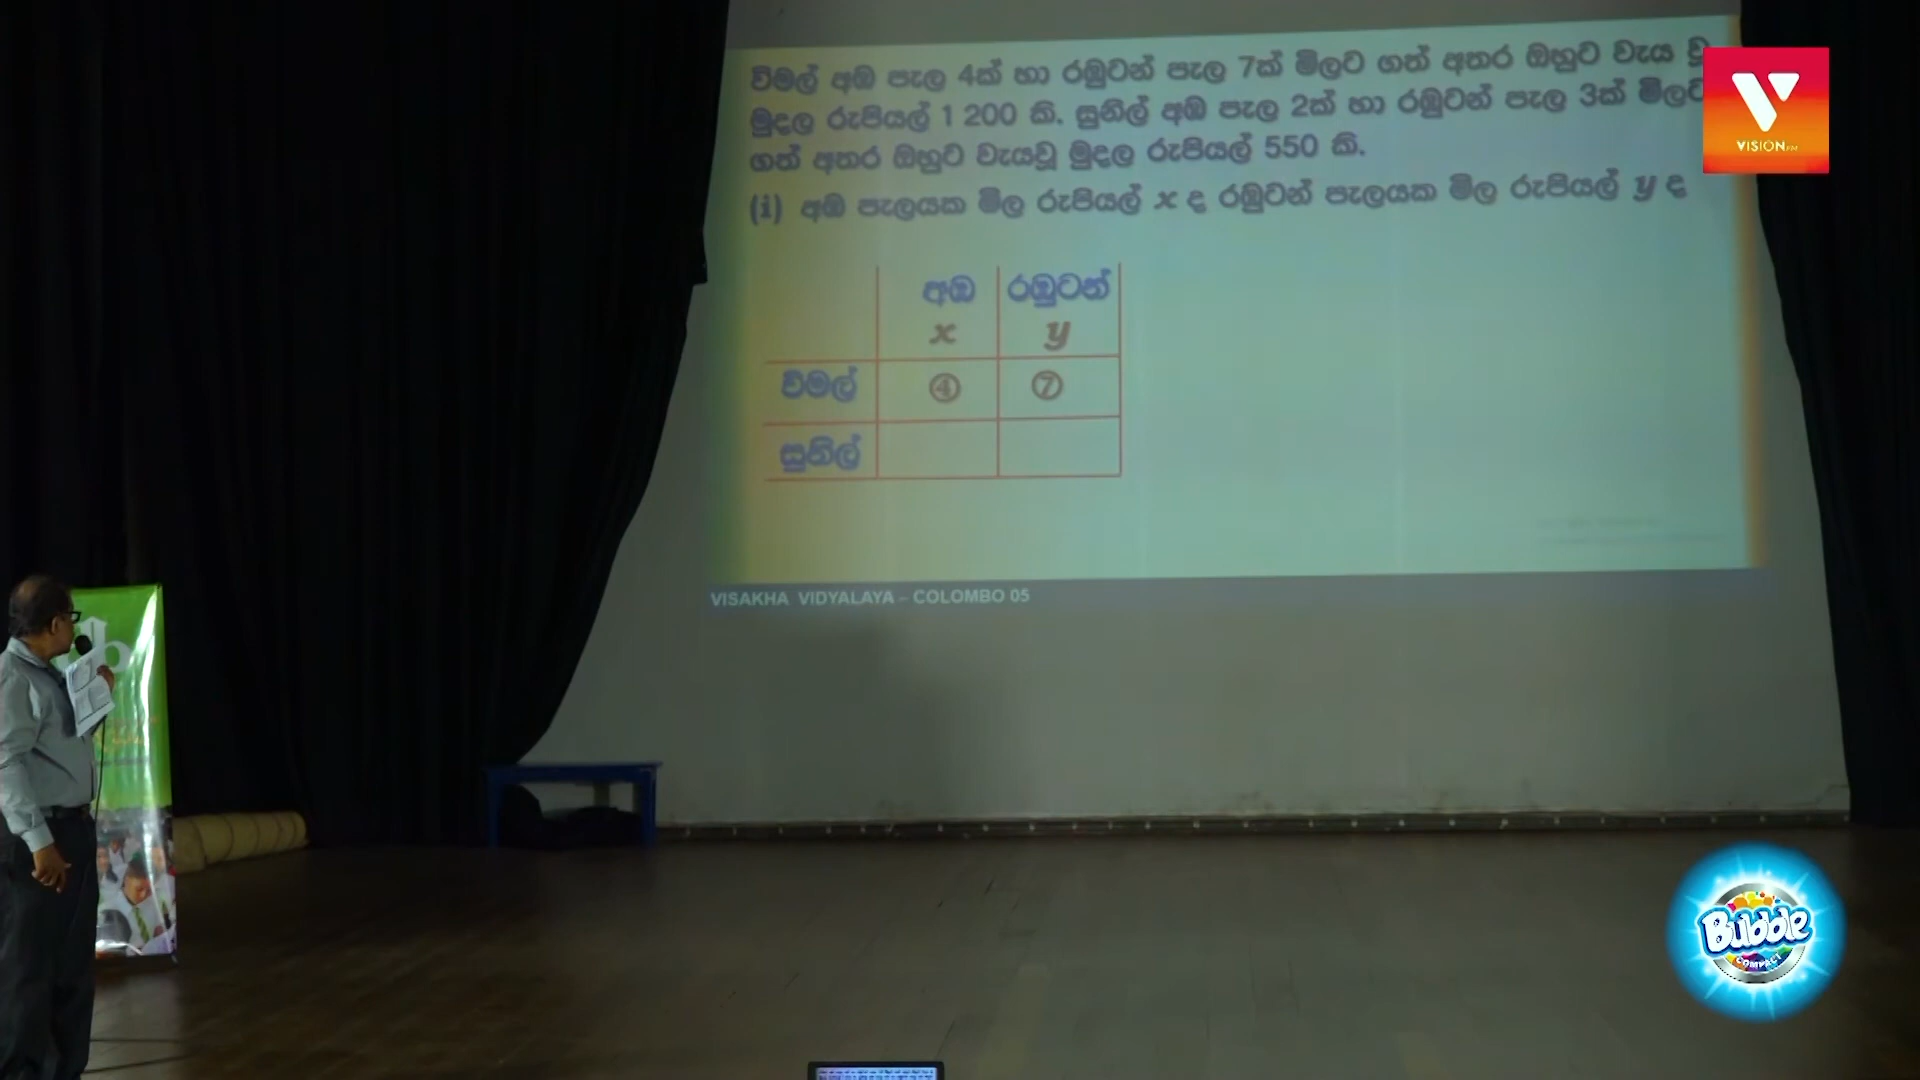 විමල් අඹ පැල 4ක් හා රඹුටන් පැල 7ක් මිලට ගත් අතර ඔහුට වැය වූ
මුදල රුපියල් 1 200 කි. සුනිල් අඹ පැල 2ක් හා රඹුටන් පැල 3ක් මිලට
ගත් අතර ඔහුට වැයවූ මුදල රුපියල් 550 කි.
(i) අඹ පැලයක මිල රුපියල් x ද රඹුටන් පැලයක මිල රුපියල් y ද
අඹ රඹුටන්
x y
විමල් ④ ⑦
සුනිල්
VISAKHA VIDYALAYA – COLOMBO 05
V
VISION FM
Bubble
COMPACT